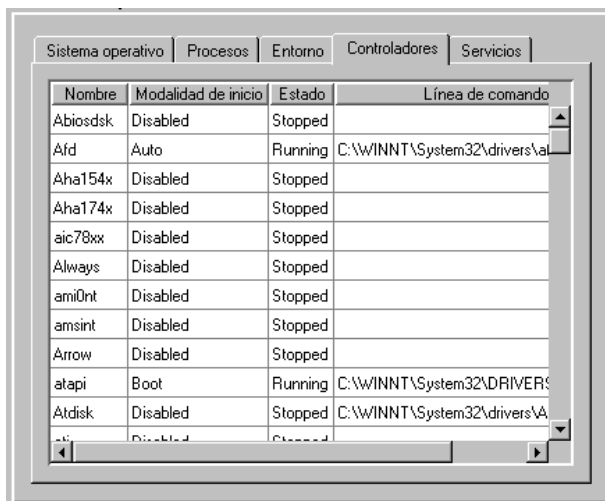 Sistema operativo Procesos Entorno Controladores Servicios
Nombre Modalidad de inicio Estado Línea de comando
Abiosdsk Disabled Stopped
Afd Auto Running C:\WINNT\System32\drivers\
Aha154x Disabled Stopped
Aha174x Disabled Stopped
aic78xx Disabled Stopped
Always Disabled Stopped
ami0nt Disabled Stopped
amsint Disabled Stopped
Arrow Disabled Stopped
atapi Boot Running C:\WINNT\System32\DRIVERS
Atdisk Disabled Stopped C:\WINNT\System32\drivers\A